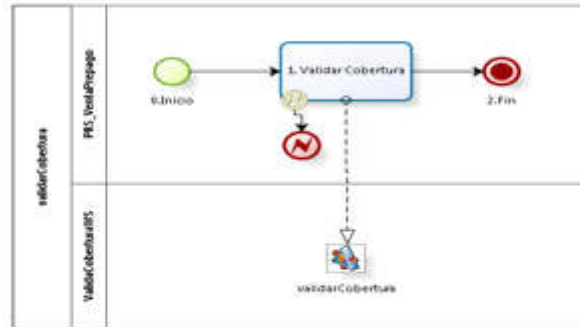 validarCobertura
PRS_VentaPrepago
0.Inicio
1. Validar Cobertura
2.Fin
ValidaCoberturaWS
validarCobertura